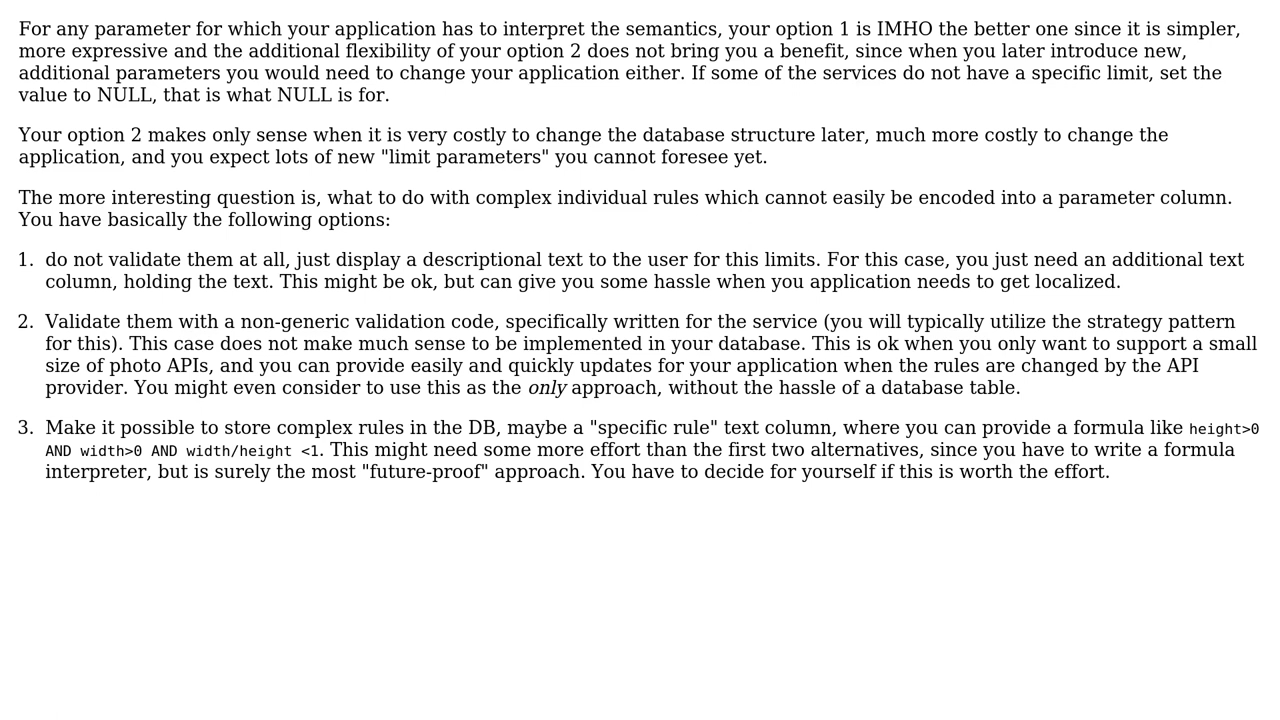 For any parameter for which your application has to interpret the semantics, your option 1 is IMHO the better one since it is simpler,
more expressive and the additional flexibility of your option 2 does not bring you a benefit, since when you later introduce new,
additional parameters you would need to change your application either. If some of the services do not have a specific limit, set the
value to NULL, that is what NULL is for.
Your option 2 makes only sense when it is very costly to change the database structure later, much more costly to change the
application, and you expect lots of new "limit parameters" you cannot foresee yet.
The more interesting question is, what to do with complex individual rules which cannot easily be encoded into a parameter column.
You have basically the following options:
1. do not validate them at all, just display a descriptional text to the user for this limits. For this case, you just need an additional text
column, holding the text. This might be ok, but can give you some hassle when you application needs to get localized.
2. Validate them with a non-generic validation code, specifically written for the service (you will typically utilize the strategy pattern
for this). This case does not make much sense to be implemented in your database. This is ok when you only want to support a small
size of photo APIs, and you can provide easily and quickly updates for your application when the rules are changed by the API
provider. You might even consider to use this as the only approach, without the hassle of a database table.
3. Make it possible to store complex rules in the DB, maybe a "specific rule" text column, where you can provide a formula like height>0
AND width>0 AND width/height <1. This might need some more effort than the first two alternatives, since you have to write a formula
interpreter, but is surely the most "future-proof" approach. You have to decide for yourself if this is worth the effort.